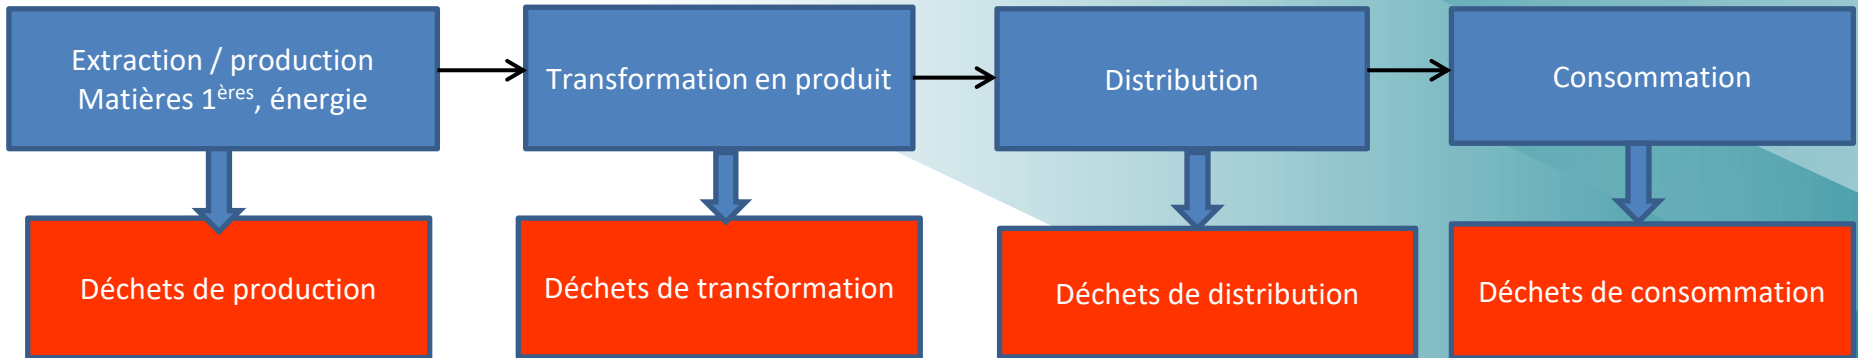 Extraction / production
Matières 1ères, énergie
Transformation en produit
Distribution
Consommation
Déchets de production
Déchets de transformation
Déchets de distribution
Déchets de consommation